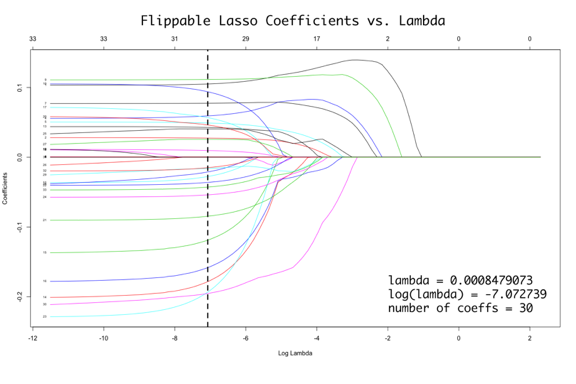 Flippable Lasso Coefficients vs. Lambda
33 33 31 29 17 2 0 0
Coefficients
0.1
0.0
-0.1
-0.2
lambda = 0.0008479073
log(lambda) = -7.072739
number of coeffs = 30
-12 -10 -8 -6 -4 -2 0 2
Log Lambda